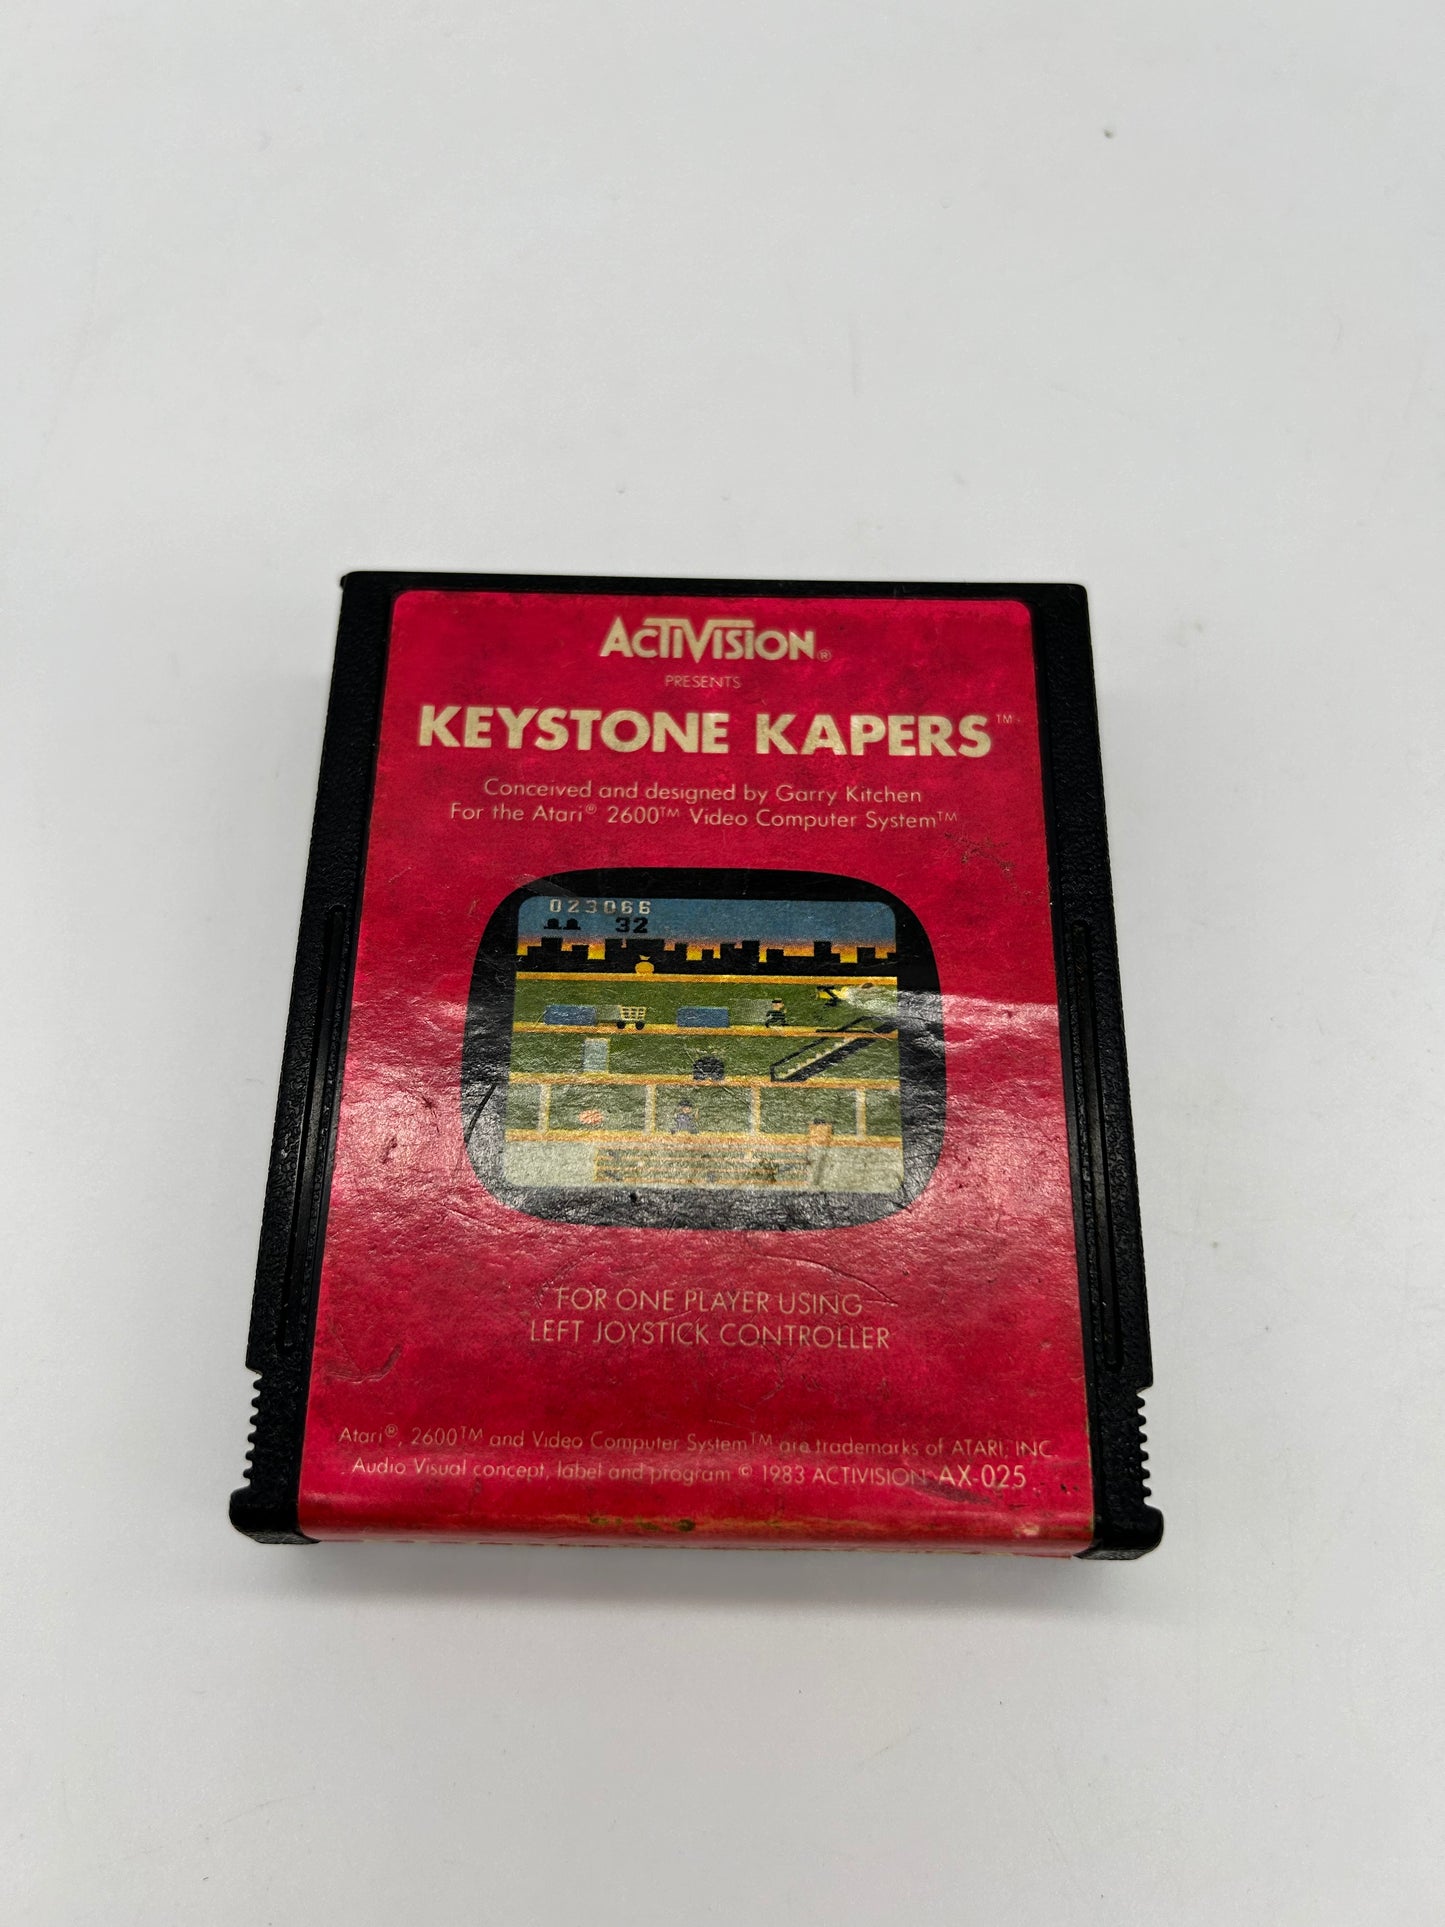 ACTIVISION®
PRESENTS
KEYSTONE KAPERS™
Conceived and designed by Garry Kitchen
For the Atari® 2600™ Video Computer System™
023066
32
FOR ONE PLAYER USING
LEFT JOYSTICK CONTROLLER
Atari®, 2600™ and Video Computer System™ are trademarks of ATARI, INC.
Audio Visual concept, label and program © 1983 ACTIVISION AX-025